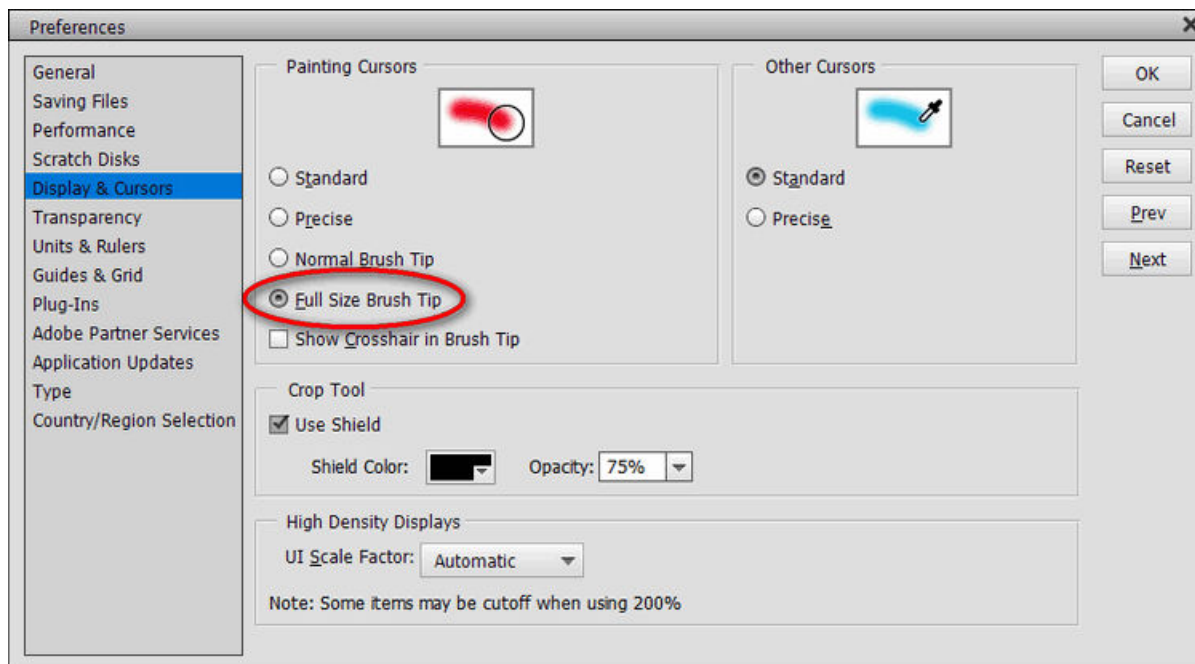 Preferences
General
Saving Files
Performance
Scratch Disks
Display & Cursors
Transparency
Units & Rulers
Guides & Grid
Plug-Ins
Adobe Partner Services
Application Updates
Type
Country/Region Selection
Painting Cursors
Standard
Precise
Normal Brush Tip
Full Size Brush Tip
Show Crosshair in Brush Tip
Other Cursors
Standard
Precise
Crop Tool
Use Shield
Shield Color: Opacity: 75%
High Density Displays
UI Scale Factor: Automatic
Note: Some items may be cutoff when using 200%
OK
Cancel
Reset
Prev
Next